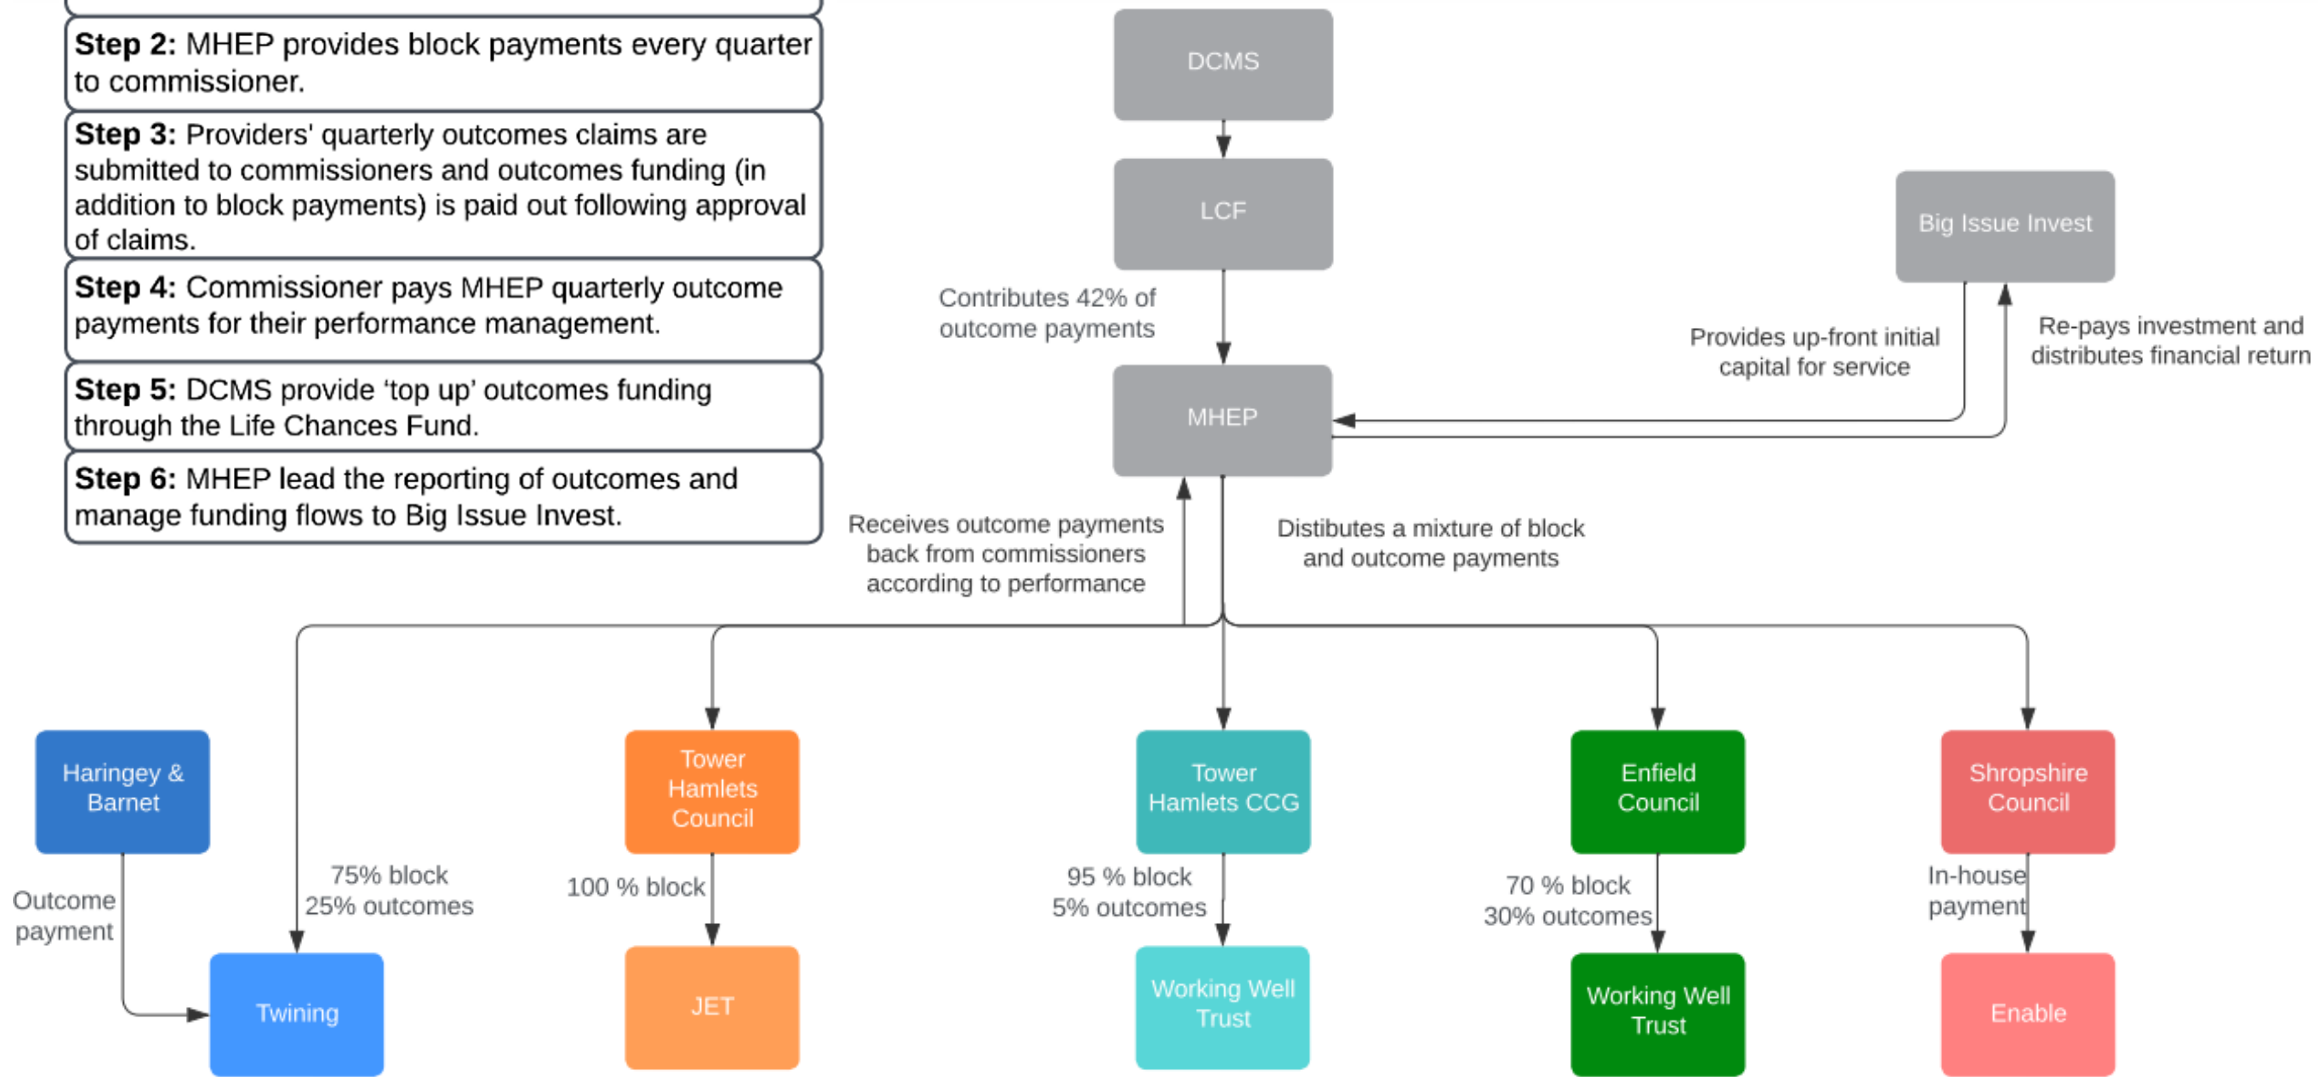 Step 2: MHEP provides block payments every quarter
to commissioner.
Step 3: Providers' quarterly outcomes claims are
submitted to commissioners and outcomes funding (in
addition to block payments) is paid out following approval
of claims.
Step 4: Commissioner pays MHEP quarterly outcome
payments for their performance management.
Step 5: DCMS provide ‘top up’ outcomes funding
through the Life Chances Fund.
Step 6: MHEP lead the reporting of outcomes and
manage funding flows to Big Issue Invest.
DCMS
LCF
Contributes 42% of
outcome payments
MHEP
Big Issue Invest
Provides up-front initial
capital for service
Re-pays investment and
distributes financial return
Receives outcome payments
back from commissioners
according to performance
Distibutes a mixture of block
and outcome payments
Haringey &
Barnet
Outcome
payment
75% block
25% outcomes
Twining
Tower
Hamlets
Council
100 % block
JET
Tower
Hamlets CCG
95 % block
5% outcomes
Working Well
Trust
Enfield
Council
70 % block
30% outcomes
Working Well
Trust
Shropshire
Council
In-house
payment
Enable